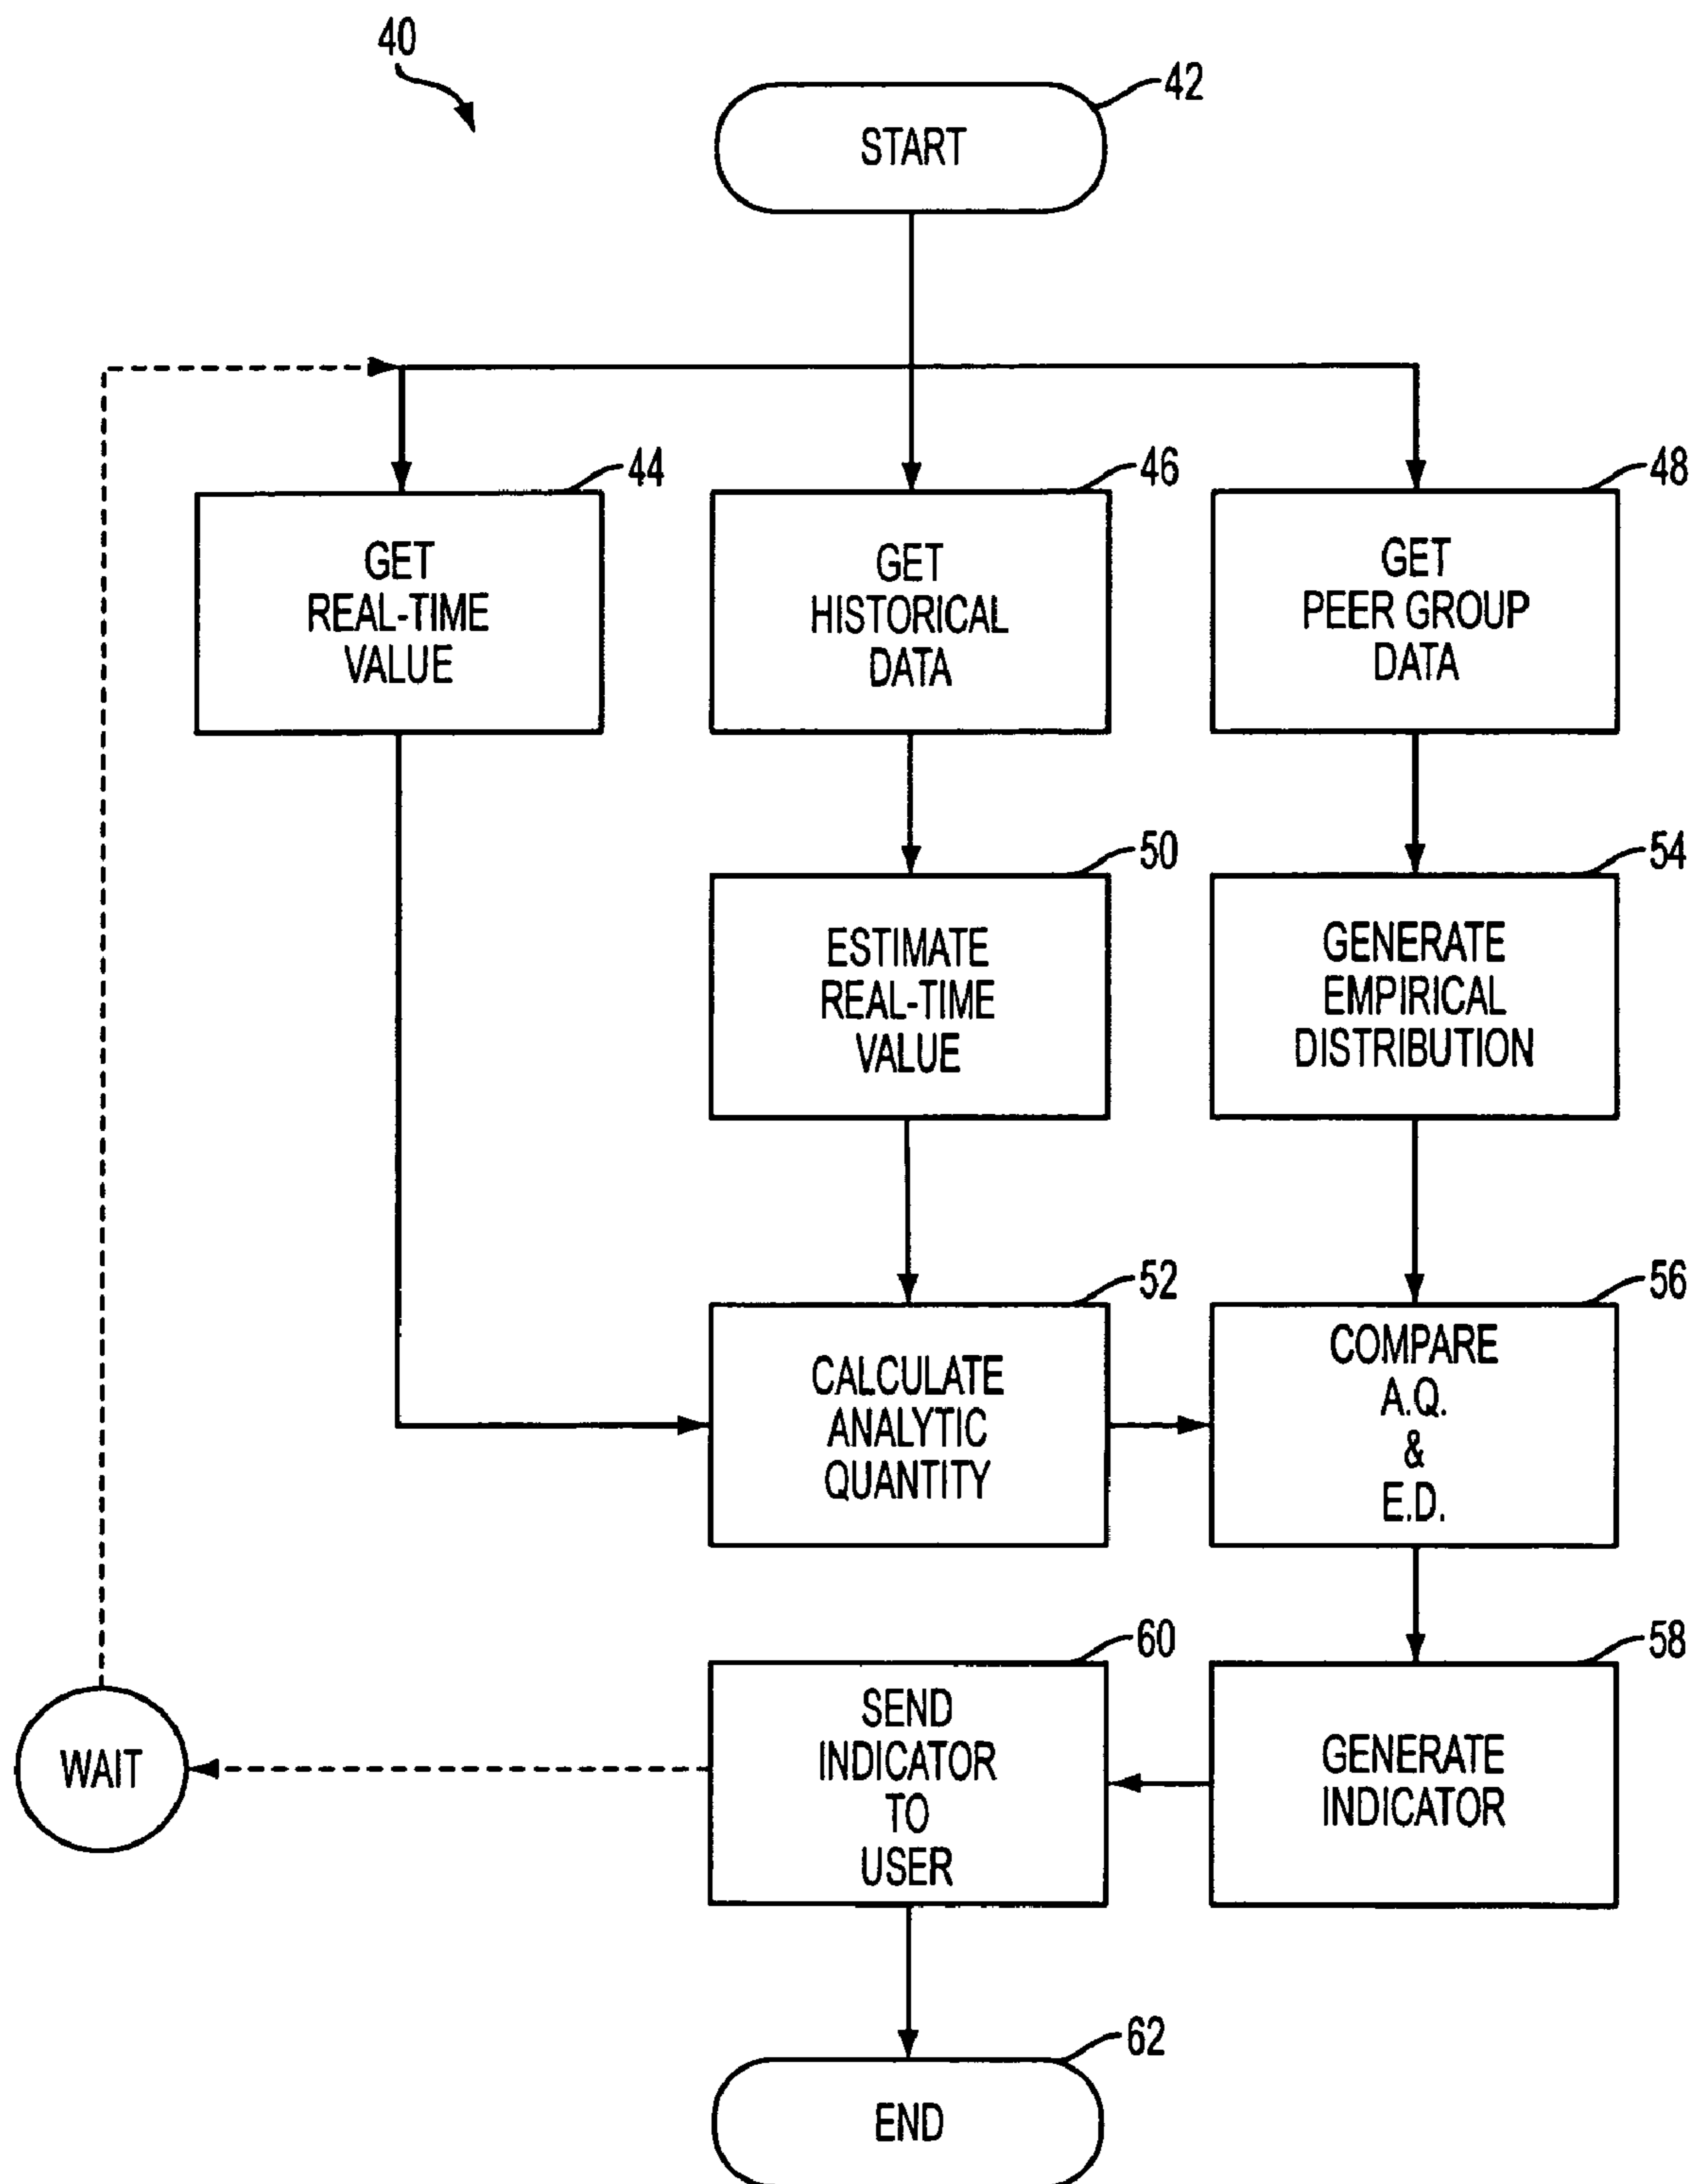 40
42
START
44
46
48
GET
REAL-TIME
VALUE
GET
HISTORICAL
DATA
GET
PEER GROUP
DATA
50
54
ESTIMATE
REAL-TIME
VALUE
GENERATE
EMPIRICAL
DISTRIBUTION
52
56
CALCULATE
ANALYTIC
QUANTITY
COMPARE
A.Q.
&
E.D.
60
58
WAIT
SEND
INDICATOR
TO
USER
GENERATE
INDICATOR
62
END